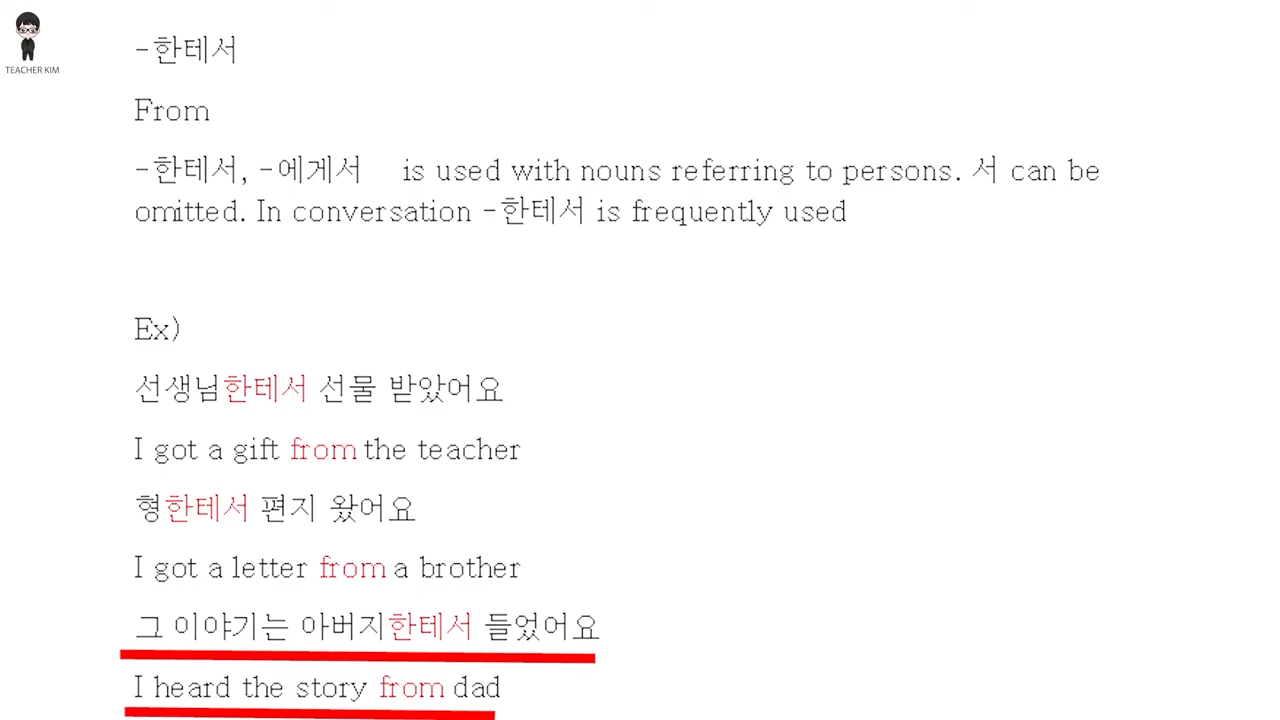 TEACHER KIM
-한테서
From
-한테서, -에게서 is used with nouns referring to persons. 서 can be
omitted. In conversation -한테서 is frequently used
Ex)
선생님한테서 선물 받았어요
I got a gift from the teacher
형한테서 편지 왔어요
I got a letter from a brother
그 이야기는 아버지한테서 들었어요
I heard the story from dad